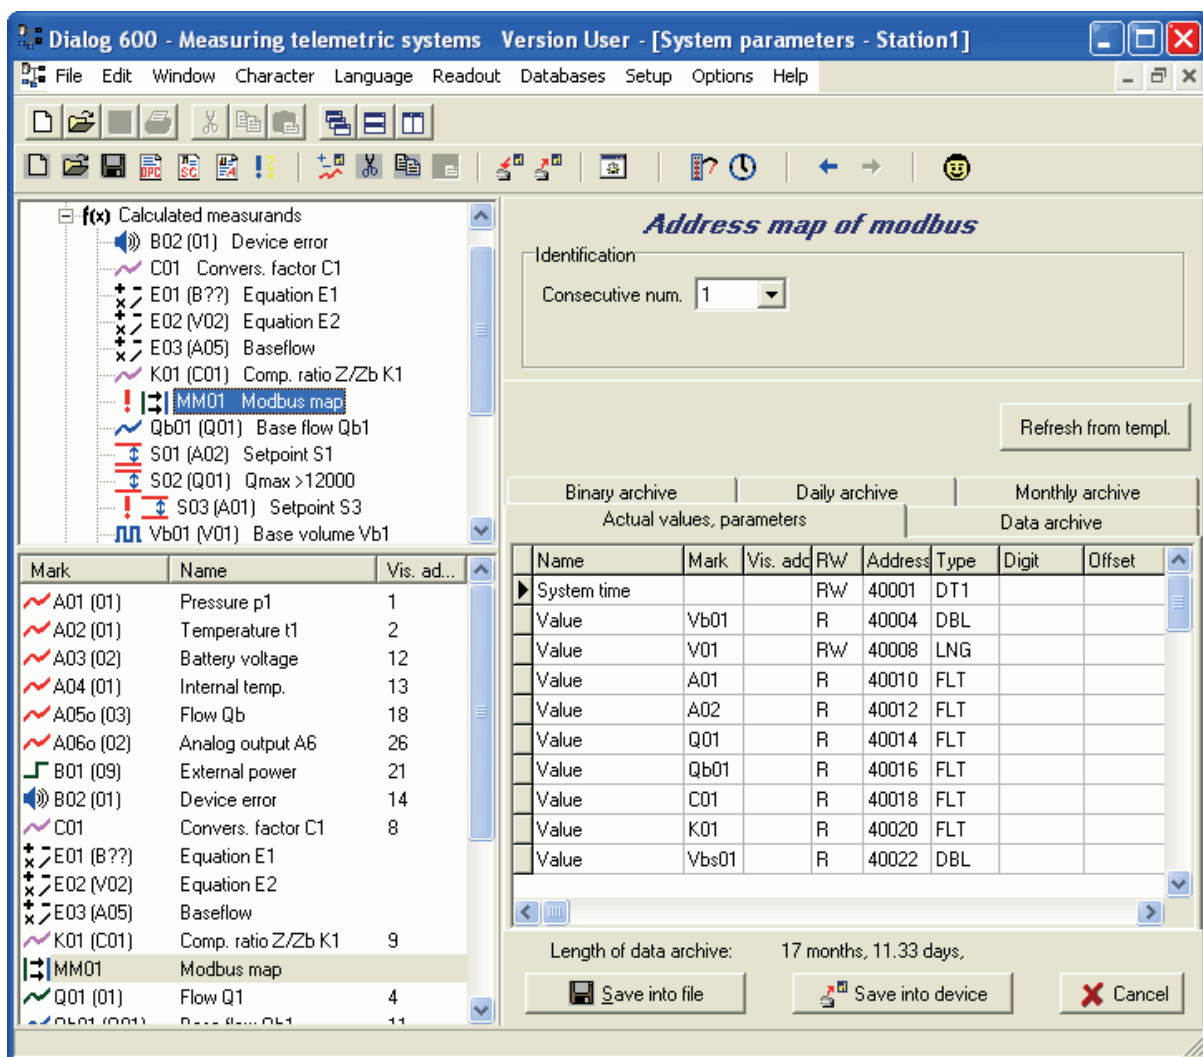 Dialog 600 - Measuring telemetric systems Version User - [System parameters - Station1]
File Edit Window Character Language Readout Databases Setup Options Help
OPC SC
f(x) Calculated measurands
B02 (01) Device error
C01 Convers. factor C1
E01 (B??) Equation E1
E02 (V02) Equation E2
E03 (A05) Baseflow
K01 (C01) Comp. ratio Z/Zb K1
MM01 Modbus map
Qb01 (Q01) Base flow Qb1
S01 (A02) Setpoint S1
S02 (Q01) Qmax >12000
S03 (A01) Setpoint S3
Vb01 (V01) Base volume Vb1
Mark Name Vis. ad...
A01 (01) Pressure p1 1
A02 (01) Temperature t1 2
A03 (02) Battery voltage 12
A04 (01) Internal temp. 13
A05o (03) Flow Qb 18
A06o (02) Analog output A6 26
B01 (09) External power 21
B02 (01) Device error 14
C01 Convers. factor C1 8
E01 (B??) Equation E1
E02 (V02) Equation E2
E03 (A05) Baseflow
K01 (C01) Comp. ratio Z/Zb K1 9
MM01 Modbus map
Q01 (01) Flow Q1 4
Qb01 (Q01) Base flow Qb1 11
Address map of modbus
Identification
Consecutive num. 1
Refresh from templ.
Binary archive Daily archive Monthly archive
Actual values, parameters Data archive
Name Mark Vis. add RW Address Type Digit Offset
System time RW 40001 DT1
Value Vb01 R 40004 DBL
Value V01 RW 40008 LNG
Value A01 R 40010 FLT
Value A02 R 40012 FLT
Value Q01 R 40014 FLT
Value Qb01 R 40016 FLT
Value C01 R 40018 FLT
Value K01 R 40020 FLT
Value Vbs01 R 40022 DBL
Length of data archive: 17 months, 11.33 days,
Save into file Save into device Cancel